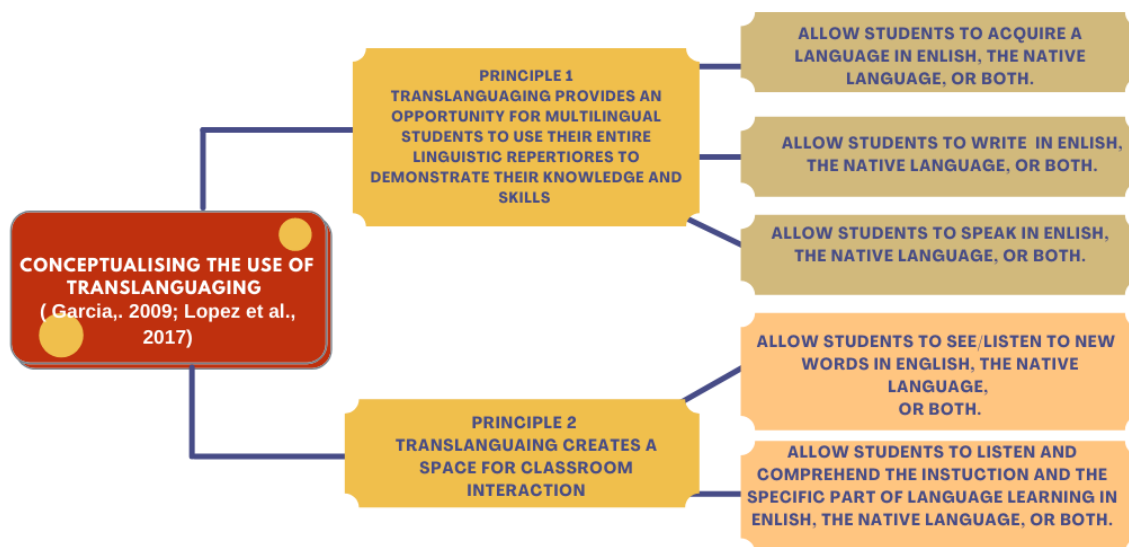 CONCEPTUALISING THE USE OF
TRANSLANGUAGING
( Garcia,. 2009; Lopez et al.,
2017)
PRINCIPLE 1
TRANSLANGUAGING PROVIDES AN
OPPORTUNITY FOR MULTILINGUAL
STUDENTS TO USE THEIR ENTIRE
LINGUISTIC REPERTIORES TO
DEMONSTRATE THEIR KNOWLEDGE AND
SKILLS
ALLOW STUDENTS TO ACQUIRE A
LANGUAGE IN ENLISH, THE NATIVE
LANGUAGE, OR BOTH.
ALLOW STUDENTS TO WRITE IN ENLISH,
THE NATIVE LANGUAGE, OR BOTH.
ALLOW STUDENTS TO SPEAK IN ENLISH,
THE NATIVE LANGUAGE, OR BOTH.
PRINCIPLE 2
TRANSLANGUAING CREATES A
SPACE FOR CLASSROOM
INTERACTION
ALLOW STUDENTS TO SEE/LISTEN TO NEW
WORDS IN ENGLISH, THE NATIVE
LANGUAGE,
OR BOTH.
ALLOW STUDENTS TO LISTEN AND
COMPREHEND THE INSTUCTION AND THE
SPECIFIC PART OF LANGUAGE LEARNING IN
ENLISH, THE NATIVE LANGUAGE, OR BOTH.